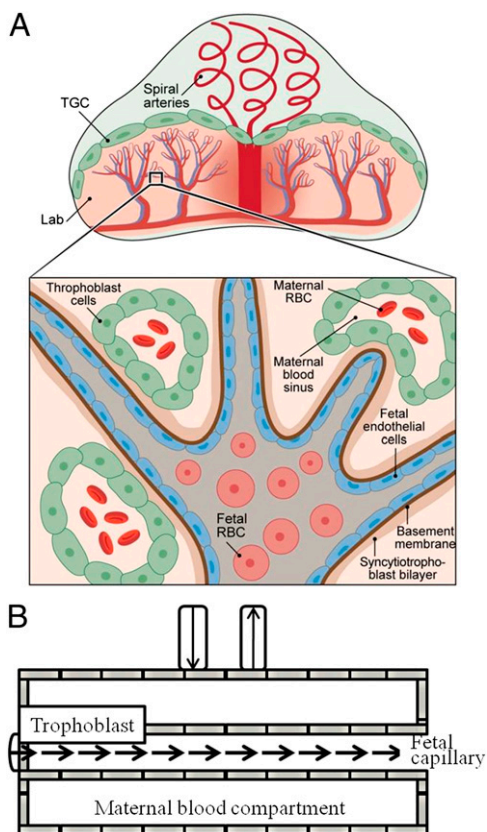 A
Spiral
arteries
TGC
Lab
Throphoblast
cells
Maternal
RBC
Maternal
blood
sinus
Fetal
endothelial
cells
Fetal
RBC
Basement
membrane
Syncytiotropho-
blast bilayer
B
Trophoblast
Fetal
capillary
Maternal blood compartment